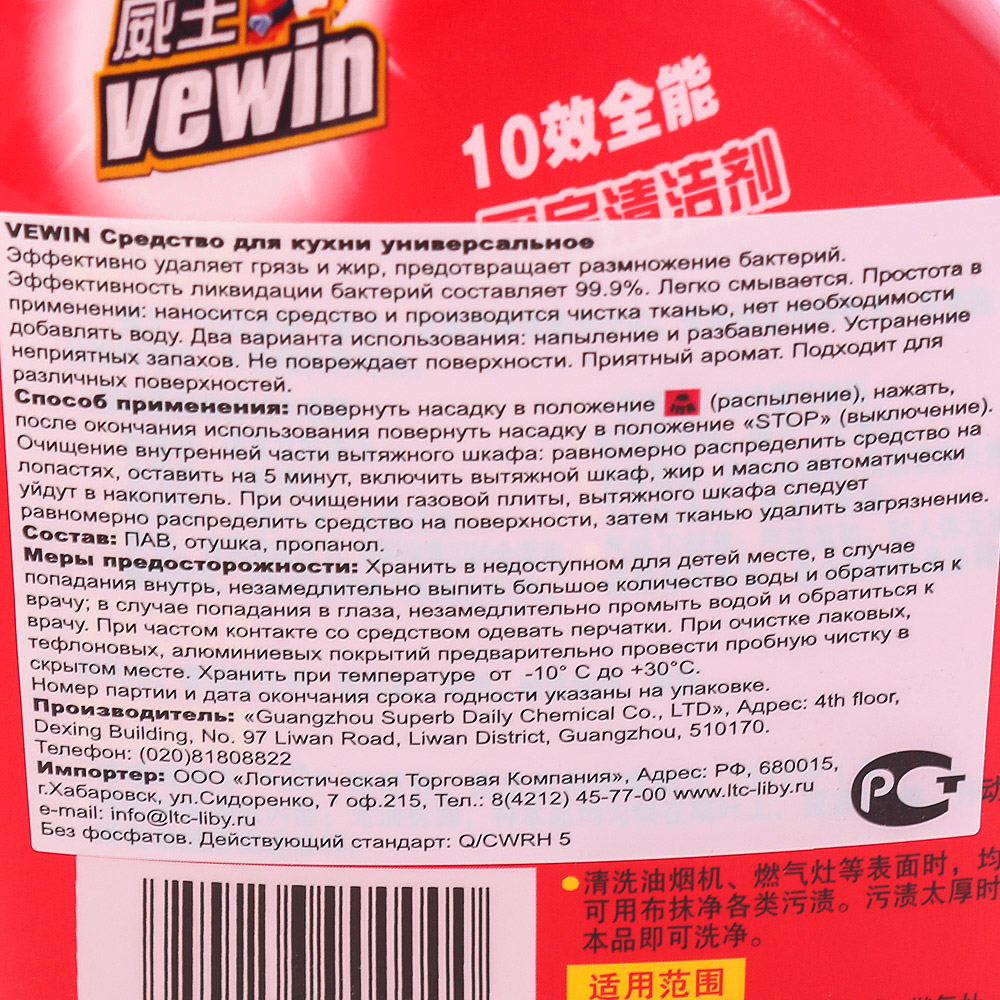 威王
vewin
10效全能
清洁剂
VEWIN Средство для кухни универсальное
Эффективно удаляет грязь и жир, предотвращает размножение бактерий.
Эффективность ликвидации бактерий составляет 99.9%. Легко смывается. Простота в
применении: наносится средство и производится чистка тканью, нет необходимости
добавлять воду. Два варианта использования: напыление и разбавление. Устранение
неприятных запахов. Не повреждает поверхности. Приятный аромат. Подходит для
различных поверхностей.
Способ применения: повернуть насадку в положение (распыление), нажать,
после окончания использования повернуть насадку в положение «STOP» (выключение).
Очищение внутренней части вытяжного шкафа: равномерно распределить средство на
лопастях, оставить на 5 минут, включить вытяжной шкаф, жир и масло автоматически
уйдут в накопитель. При очищении газовой плиты, вытяжного шкафа следует
равномерно распределить средство на поверхности, затем тканью удалить загрязнение.
Состав: ПАВ, отушка, пропанол.
Меры предосторожности: Хранить в недоступном для детей месте, в случае
попадания внутрь, незамедлительно выпить большое количество воды и обратиться к
врачу; в случае попадания в глаза, незамедлительно промыть водой и обратиться к
врачу. При частом контакте со средством одевать перчатки. При очистке лаковых,
тефлоновых, алюминиевых покрытий предварительно провести пробную чистку в
скрытом месте. Хранить при температуре от -10° С до +30°С.
Номер партии и дата окончания срока годности указаны на упаковке.
Производитель: «Guangzhou Superb Daily Chemical Co., LTD», Адрес: 4th floor,
Dexing Building, No. 97 Liwan Road, Liwan District, Guangzhou, 510170.
Телефон: (020)81808822
Импортер: ООО «Логистическая Торговая Компания», Адрес: РФ, 680015,
г.Хабаровск, ул.Сидоренко, 7 оф.215, Тел.: 8(4212) 45-77-00 www.ltc-liby.ru
e-mail: info@ltc-liby.ru
Без фосфатов. Действующий стандарт: Q/CWRH 5
РСТ
动
清洗油烟机、燃气灶等表面时，均
可用布抹净各类污渍。污渍太厚时
本品即可洗净。
适用范围